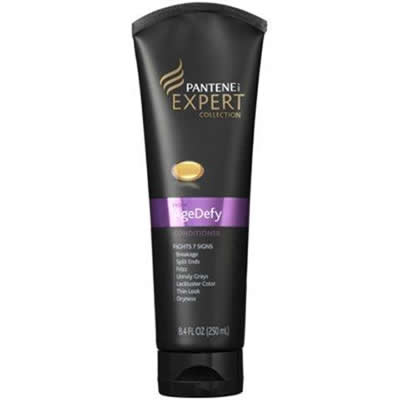 PANTENE
EXPERT
COLLECTION
AgeDefy
CONDITIONER
FIGHTS 7 SIGNS
Breakage
Split Ends
Frizz
Unruly Grays
Lackluster Color
Thin Look
Dryness
8.4 FL OZ (250 mL)